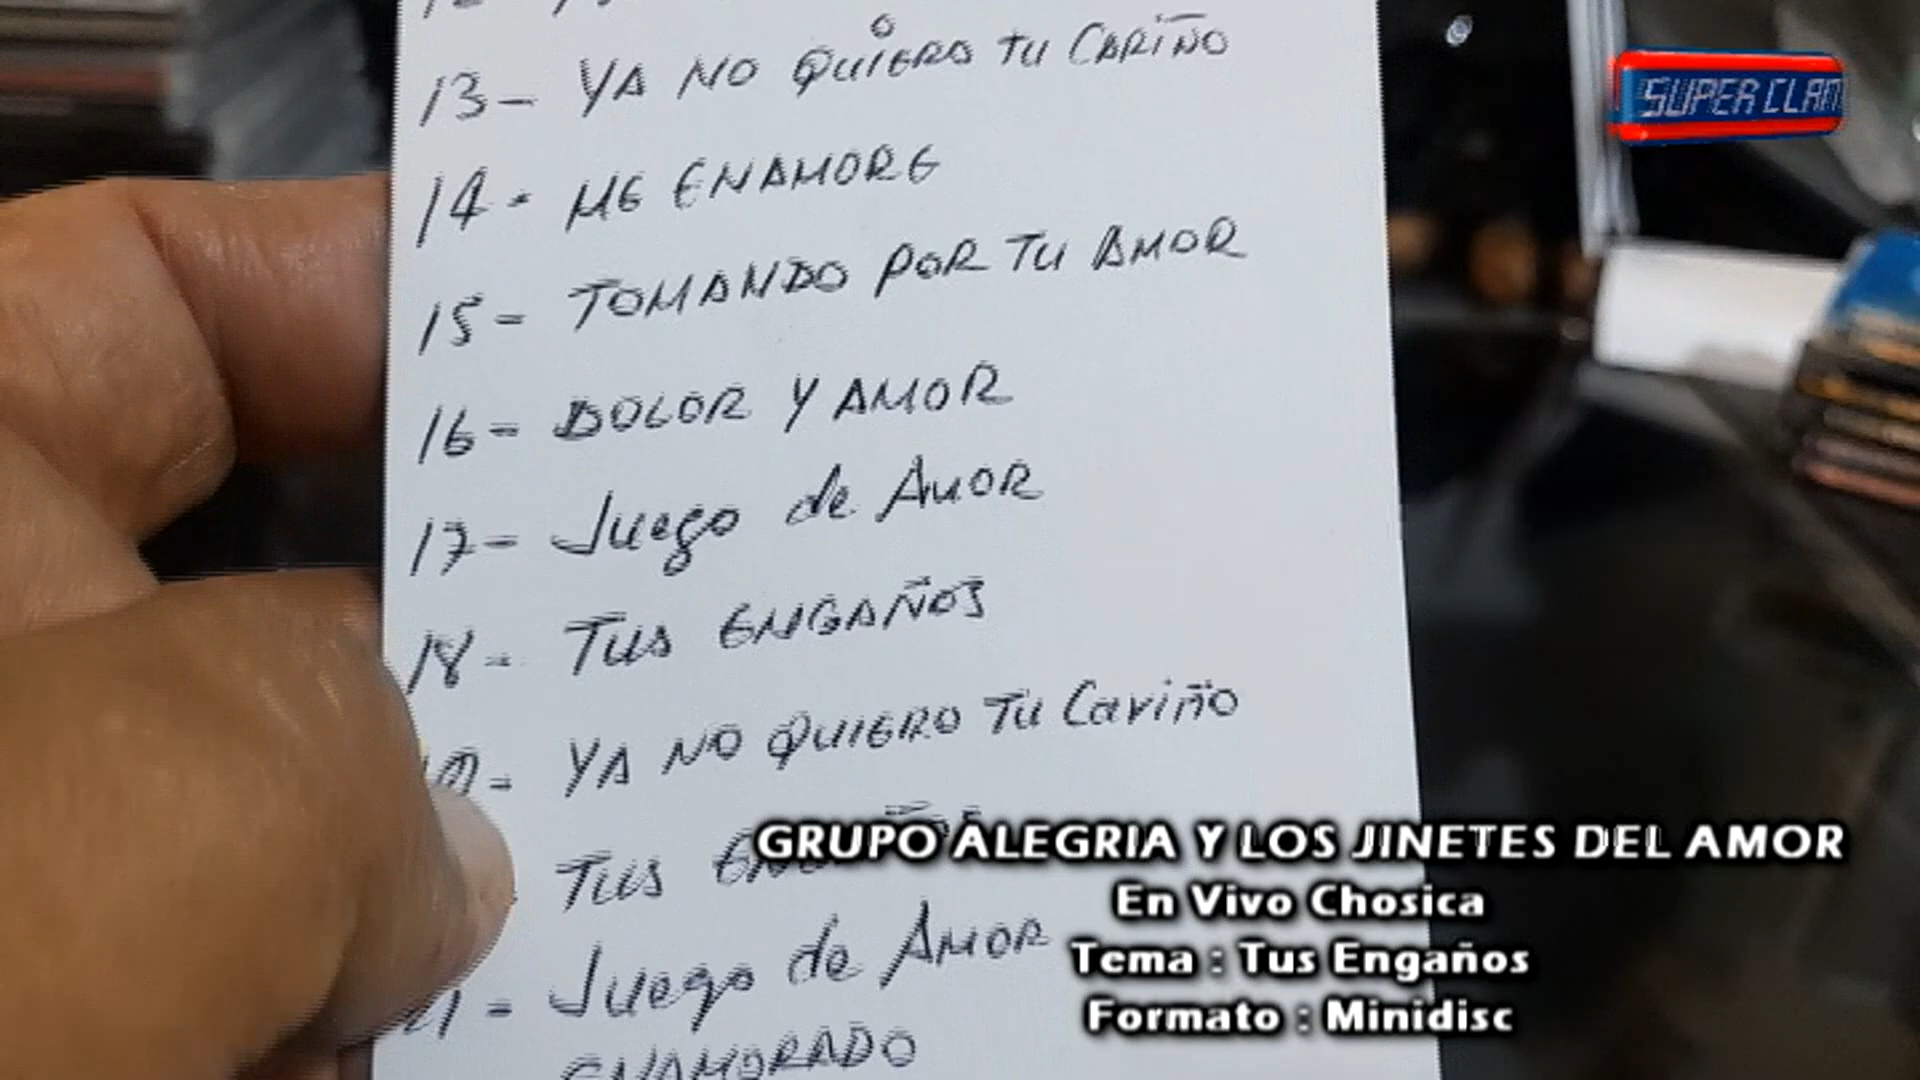 13- YA NO QUIERO TU CARIÑO
14- ME ENAMORE
15- TOMANDO POR TU AMOR
16- DOLOR Y AMOR
17- Juego de AMOR
18- TUS ENGAÑOS
YA NO QUIERO TU Cariño
TUS
Juego de AMOR
ENAMORADO
SUPER CLAN
GRUPO ALEGRIA Y LOS JINETES DEL AMOR
En Vivo Chosica
Tema : Tus Engaños
Formato : Minidisc